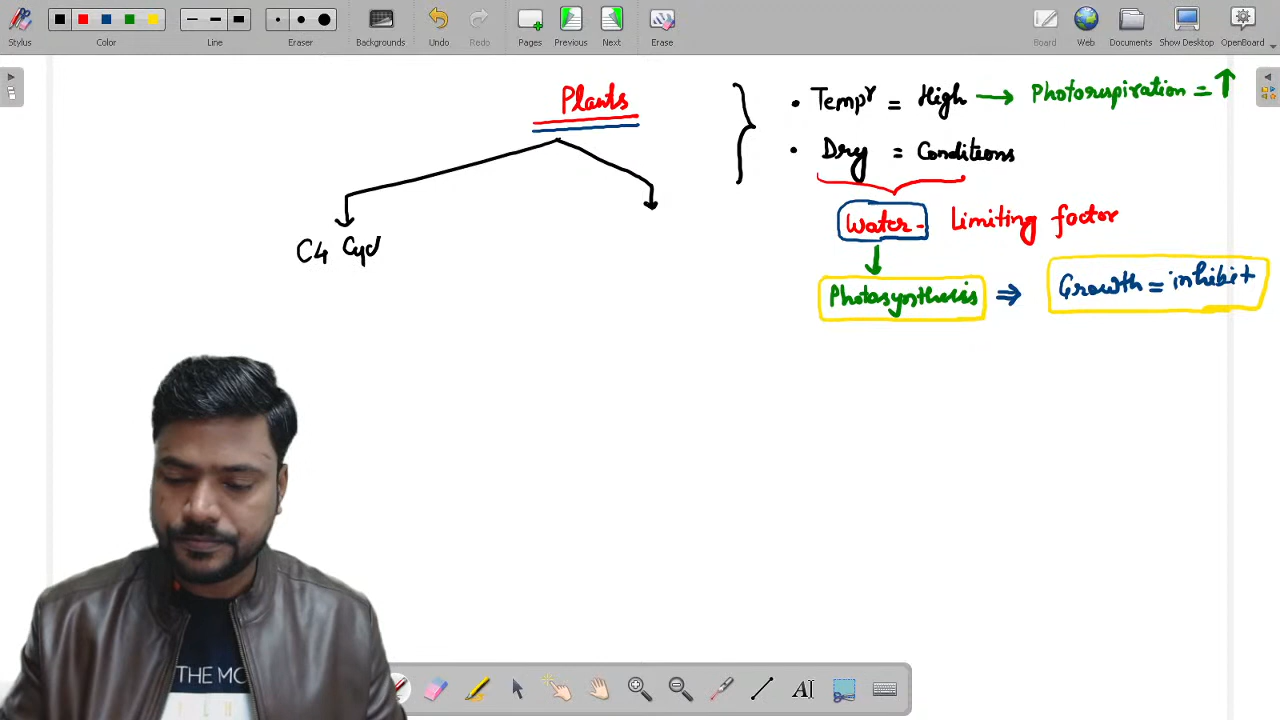 Stylus
Color
Line
Eraser
Backgrounds
Undo
Redo
Pages
Previous
Next
Erase
Board
Web
Documents
Show Desktop
OpenBoard
Plants
• Tempr = High → Photorespiration = ↑
• Dry = Conditions
Water - Limiting factor
C4 Cycl
Photosynthesis ⇒ Growth = inhibit
THE MO